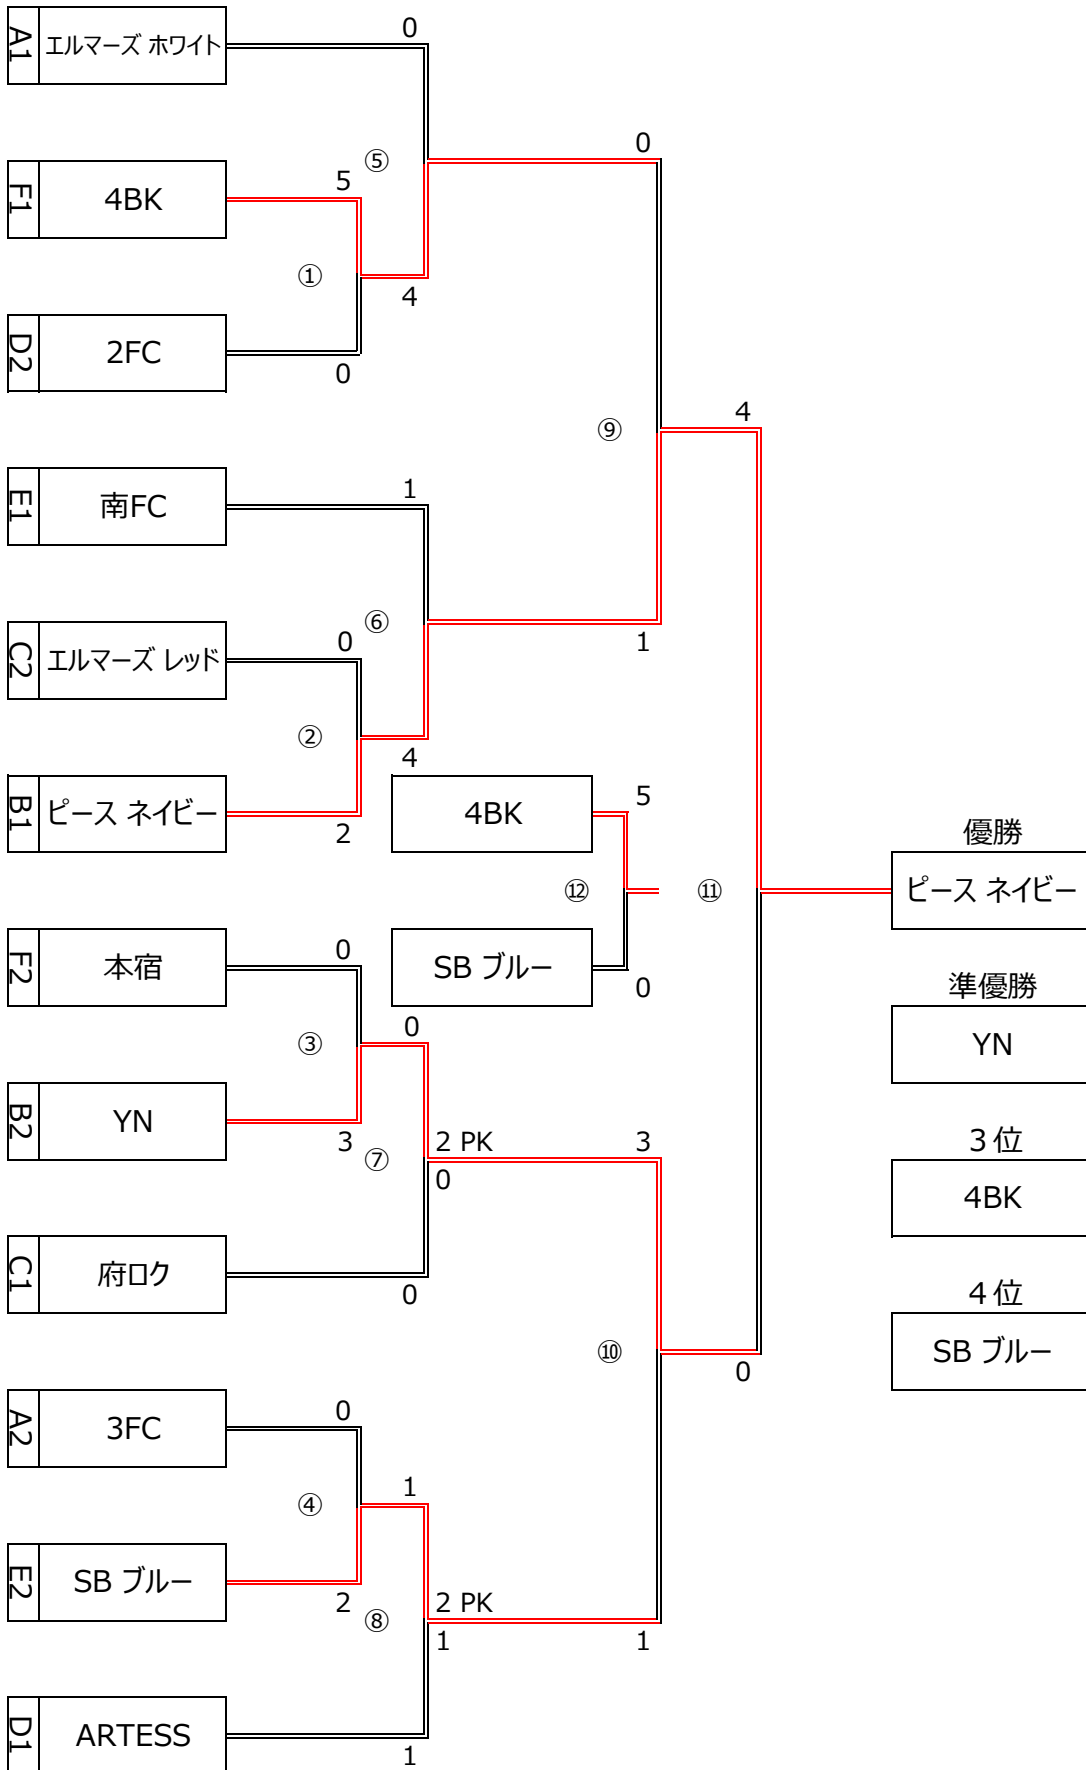 0
A1 エルマーズ ホワイト
0
⑤
5
F1 4BK
①
4
D2 2FC
0
4
⑨
1
E1 南FC
⑥
0
1
C2 エルマーズ レッド
②
4
5
B1 ピース ネイビー
4BK
2
優勝
⑫
⑪
ピース ネイビー
0
F2 本宿
SB ブルー
0
準優勝
0
③
YN
B2 YN
3
2 PK
3
３位
⑦
0
4BK
C1 府ロク
0
４位
⑩
SB ブルー
0
0
A2 3FC
1
④
E2 SB ブルー
2
2 PK
⑧
1
1
D1 ARTESS
1